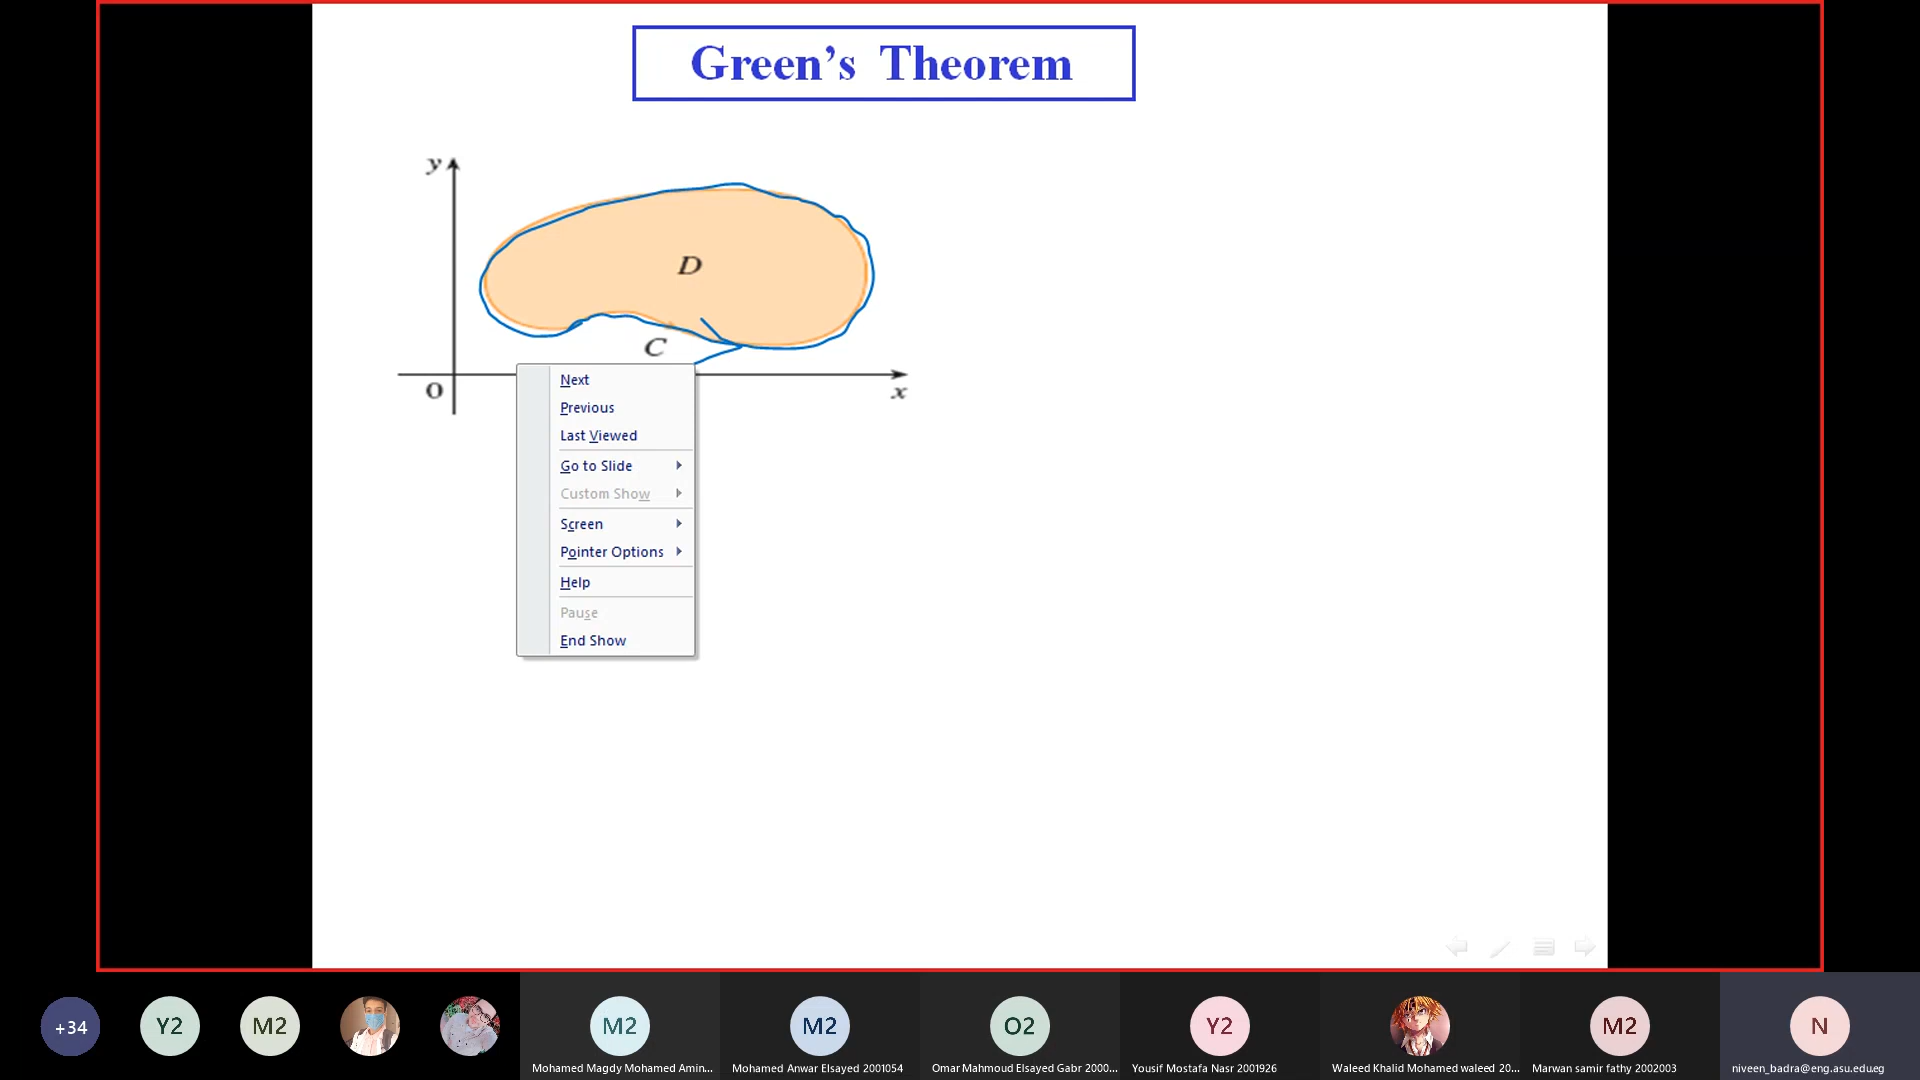 Green's Theorem
y
D
C
O
x
Next
Previous
Last Viewed
Go to Slide
Custom Show
Screen
Pointer Options
Help
Pause
End Show
+34
Y2
M2
M2
M2
O2
Y2
M2
N
Mohamed Magdy Mohamed Amin...
Mohamed Anwar Elsayed 2001054
Omar Mahmoud Elsayed Gabr 2000...
Yousif Mostafa Nasr 2001926
Waleed Khalid Mohamed waleed 20...
Marwan samir fathy 2002003
niveen_badra@eng.asu.edu.eg